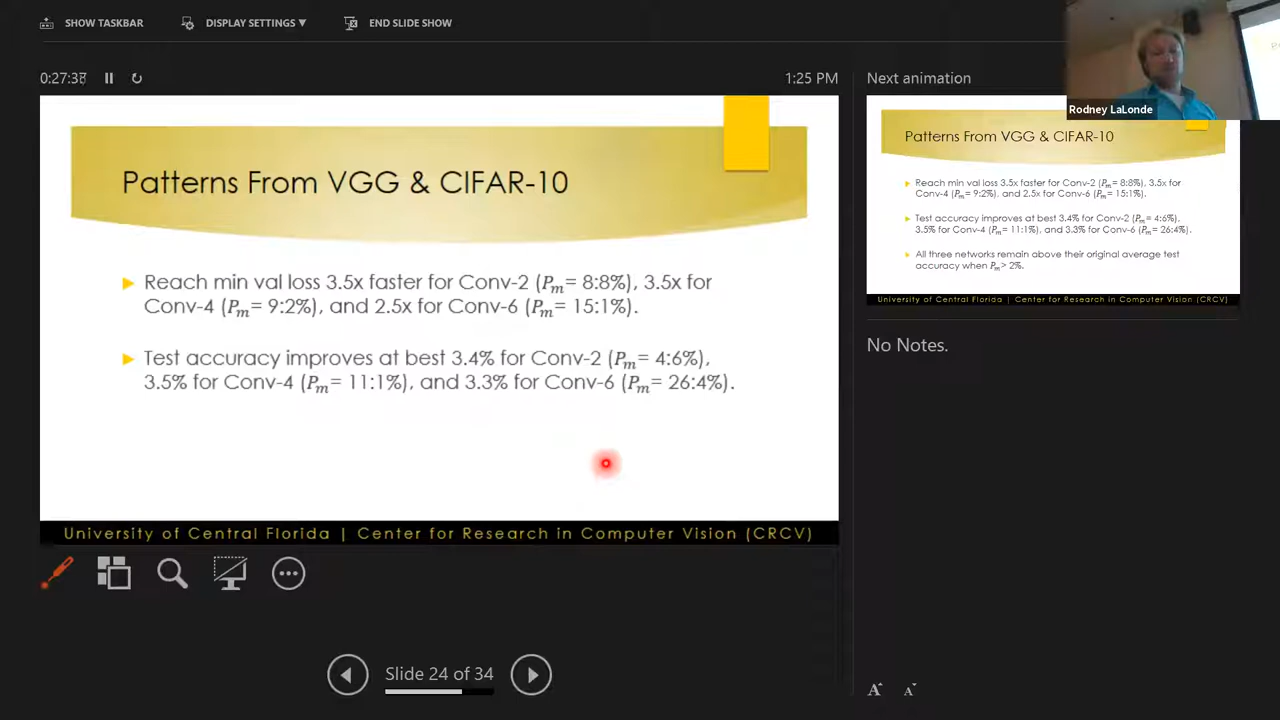 SHOW TASKBAR
DISPLAY SETTINGS ▼
END SLIDE SHOW
1:25 PM
Next animation
Rodney LaLonde
Patterns From VGG & CIFAR-10
► Reach min val loss 3.5x faster for Conv-2 (Pm= 8:8%), 3.5x for
Conv-4 (Pm= 9:2%), and 2.5x for Conv-6 (Pm= 15:1%).
► Test accuracy improves at best 3.4% for Conv-2 (Pm= 4:6%),
3.5% for Conv-4 (Pm= 11:1%), and 3.3% for Conv-6 (Pm= 26:4%).
University of Central Florida | Center for Research in Computer Vision (CRCV)
Slide 24 of 34
Patterns From VGG & CIFAR-10
► Reach min val loss 3.5x faster for Conv-2 (Pm= 8:8%), 3.5x for
Conv-4 (Pm= 9:2%), and 2.5x for Conv-6 (Pm= 15:1%).
► Test accuracy improves at best 3.4% for Conv-2 (Pm= 4:6%),
3.5% for Conv-4 (Pm= 11:1%), and 3.3% for Conv-6 (Pm= 26:4%).
► All three networks remain above their original average test
accuracy when Pm> 2%.
University of Central Florida | Center for Research in Computer Vision (CRCV)
No Notes.
A A